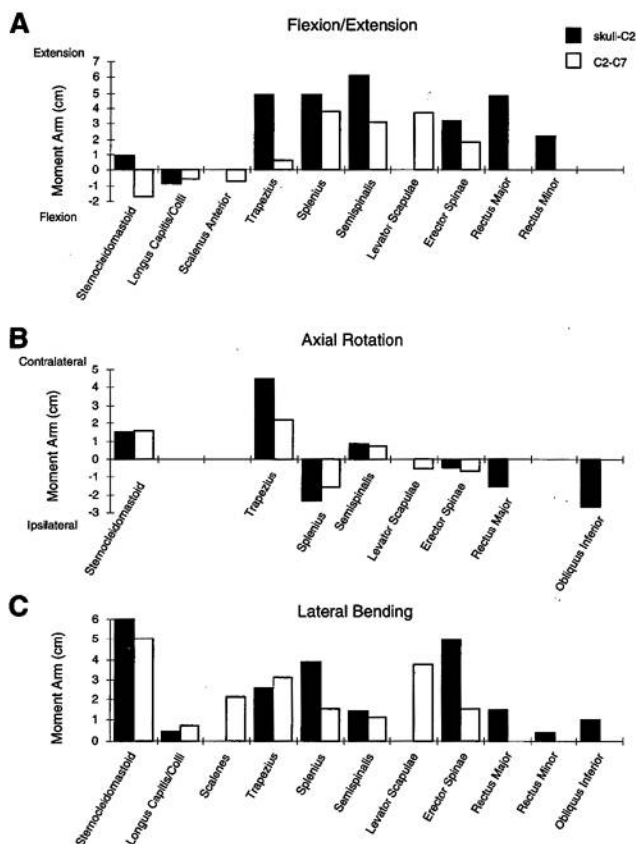 A
Flexion/Extension
skull-C2
C2-C7
Extension
Moment Arm (cm)
7
6
5
4
3
2
1
0
-1
-2
Flexion
Sternocleidomastoid
Longus Capitis/Colli
Scalenus Anterior
Trapezius
Splenius
Semispinalis
Levator Scapulae
Erector Spinae
Rectus Major
Rectus Minor
B
Axial Rotation
Contralateral
Moment Arm (cm)
5
4
3
2
1
0
-1
-2
-3
Ipsilateral
Sternocleidomastoid
Trapezius
Splenius
Semispinalis
Levator Scapulae
Erector Spinae
Rectus Major
Obliquus Inferior
C
Lateral Bending
Moment Arm (cm)
6
5
4
3
2
1
0
Sternocleidomastoid
Longus Capitis/Colli
Scalenes
Trapezius
Splenius
Semispinalis
Levator Scapulae
Erector Spinae
Rectus Major
Rectus Minor
Obliquus Inferior